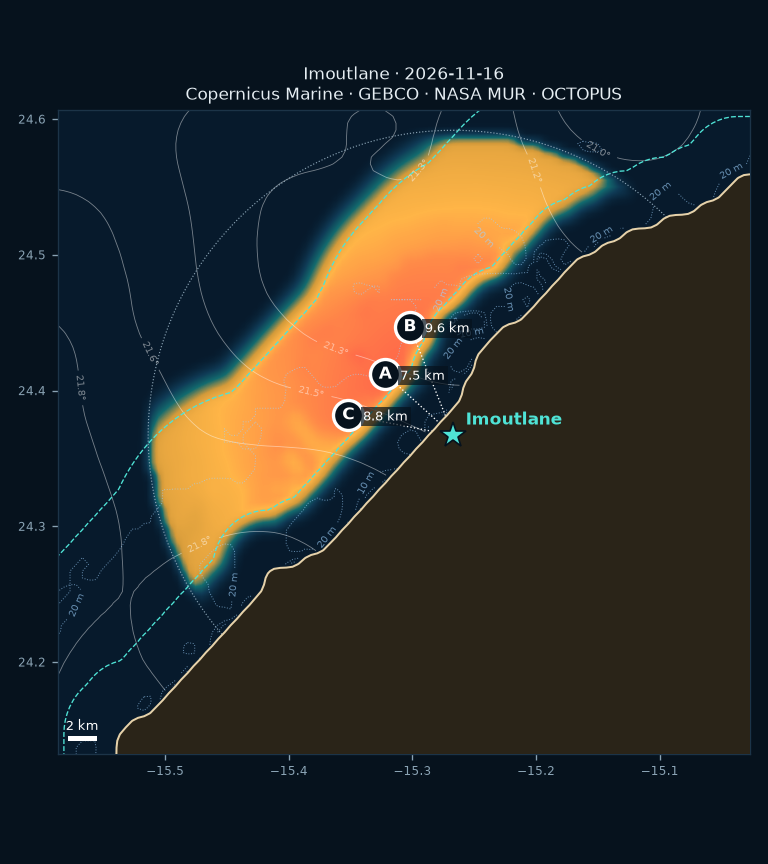 Imoutlane · 2026-11-16
Copernicus Marine · GEBCO · NASA MUR · OCTOPUS
24.6
24.5
24.4
24.3
24.2
−15.5
−15.4
−15.3
−15.2
−15.1
21.0°
21.2°
21.3°
20 m
20 m
20 m
20 m
20 m
20 m
20 m
B
9.6 km
21.3°
21.6°
21.8°
A
7.5 km
21.5°
C
8.8 km
Imoutlane
10 m
20 m
21.8°
20 m
20 m
2 km